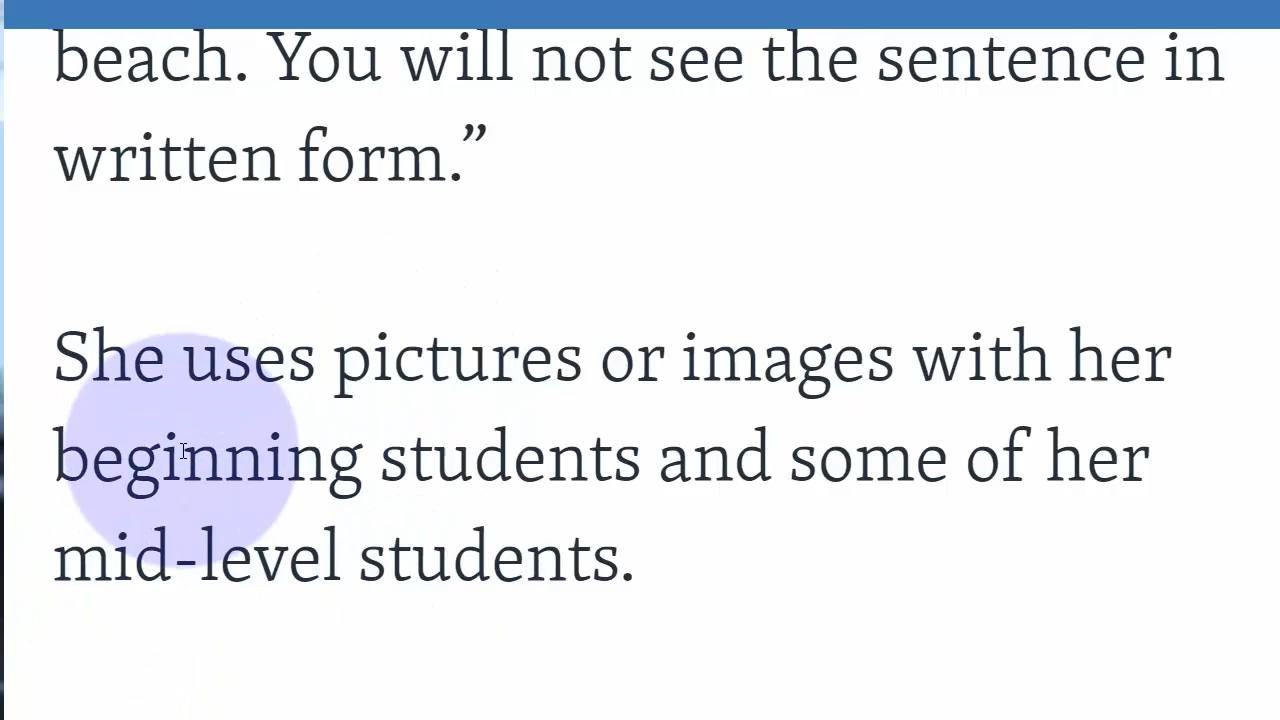 beach. You will not see the sentence in
written form.”
She uses pictures or images with her
beginning students and some of her
mid-level students.